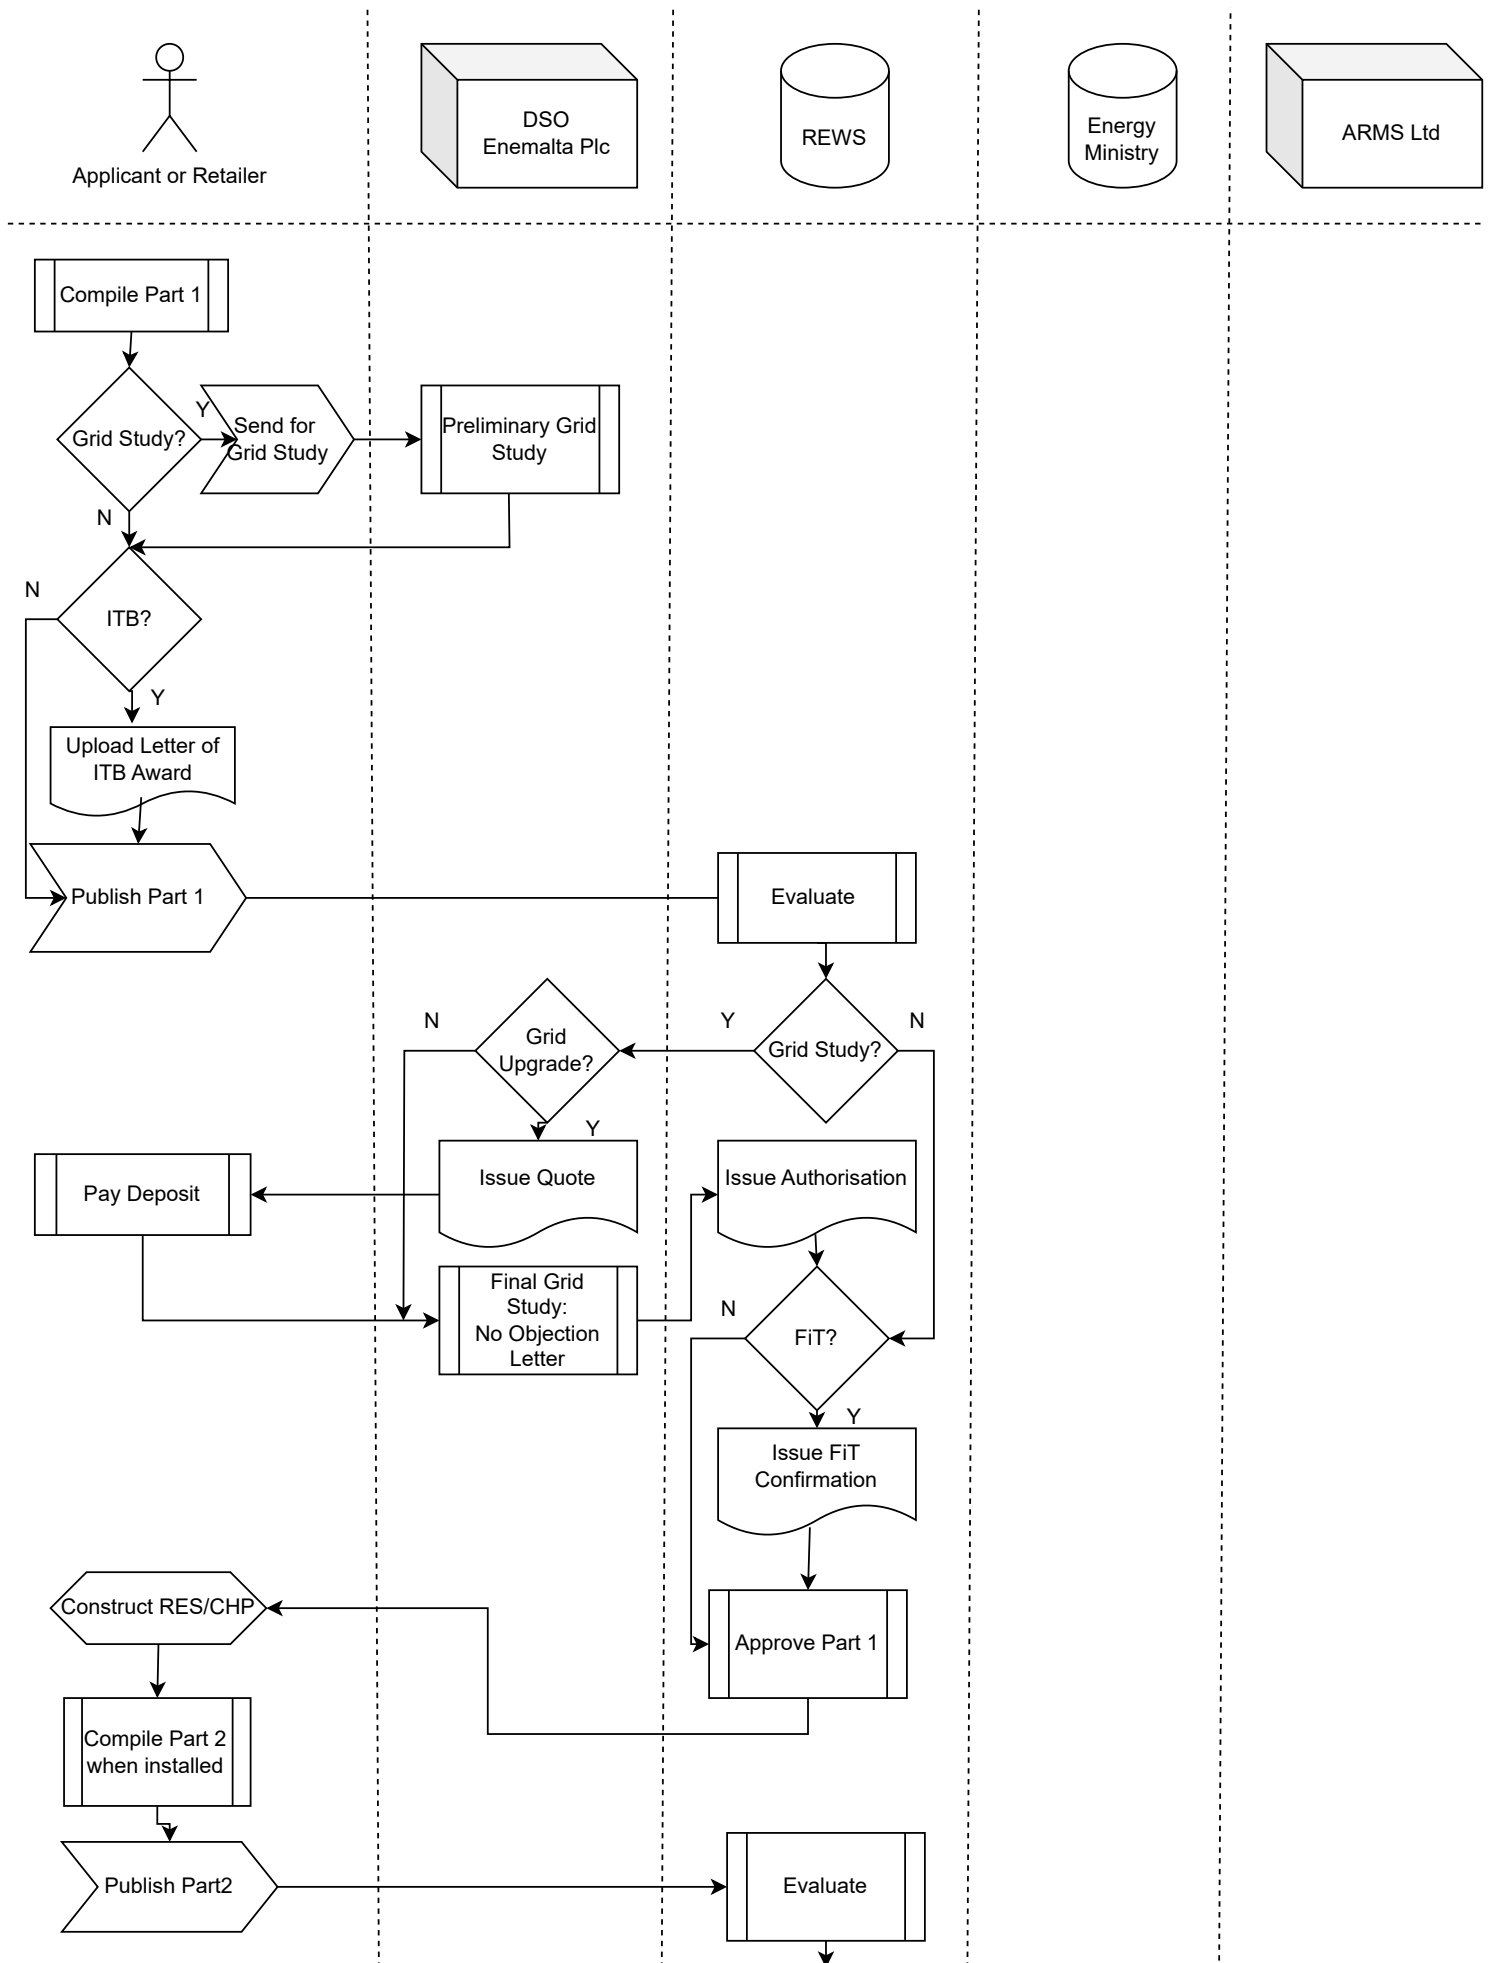 Applicant or Retailer
DSO
Enemalta Plc
REWS
Energy
Ministry
ARMS Ltd
Compile Part 1
Grid Study?
Y
Send for
Grid Study
Preliminary Grid
Study
N
ITB?
N
Y
Upload Letter of
ITB Award
Publish Part 1
Evaluate
Grid Study?
Y
N
Grid
Upgrade?
N
Y
Issue Quote
Pay Deposit
Issue Authorisation
Final Grid
Study:
No Objection
Letter
FiT?
N
Y
Issue FiT
Confirmation
Approve Part 1
Construct RES/CHP
Compile Part 2
when installed
Publish Part2
Evaluate